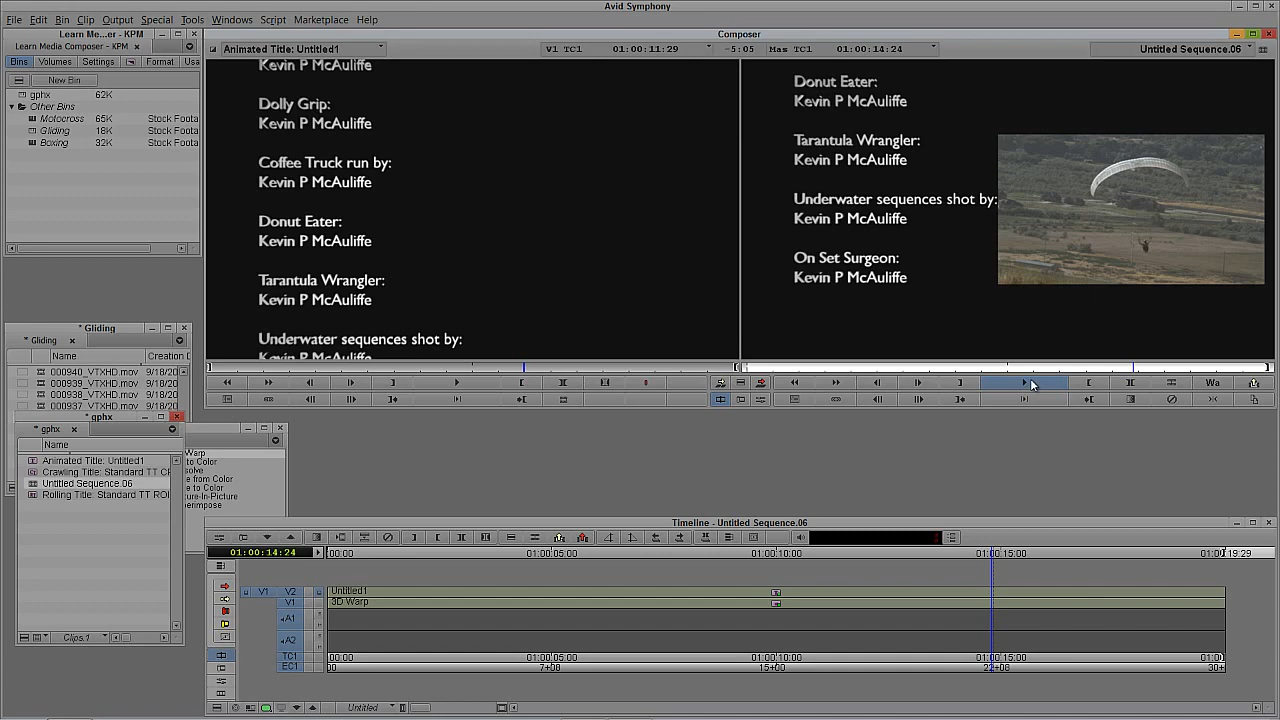 Avid Symphony
File Edit Bin Clip Output Special Tools Windows Script Marketplace Help
Learn Me...er - KPM
Learn Media Composer - KPM
Bins Volumes Settings Format Usa
New Bin
gphx 62K
Other Bins
Motocross 65K Stock Foota
Gliding 18K Stock Foota
Boxing 32K Stock Foota
Composer
Animated Title: Untitled1 V1 TC1 01:00:11:29 -5:05 Mas TC1 01:00:14:24 Untitled Sequence.06
Kevin P McAuliffe
Dolly Grip:
Kevin P McAuliffe
Coffee Truck run by:
Kevin P McAuliffe
Donut Eater:
Kevin P McAuliffe
Tarantula Wrangler:
Kevin P McAuliffe
Underwater sequences shot by:
Kevin P McAuliffe
Donut Eater:
Kevin P McAuliffe
Tarantula Wrangler:
Kevin P McAuliffe
Underwater sequences shot by:
Kevin P McAuliffe
On Set Surgeon:
Kevin P McAuliffe
Wa
* Gliding
* Gliding
Name Creation D
000940_VTXHD.mov 9/18/20
000939_VTXHD.mov 9/18/20
000938_VTXHD.mov 9/18/20
000937_VTXHD.mov 9/18/20
* gphx
* gphx
Name
Animated Title: Untitled1
Crawling Title: Standard TT CR
Untitled Sequence.06
Rolling Title: Standard TT ROI
Clips.1
Warp
to Color
solve
e from Color
e to Color
ure-In-Picture
erimpose
Timeline - Untitled Sequence.06
01:00:14:24 00:00 01:00:05:00 01:00:10:00 01:00:15:00 01:00:19:29
V1 V2 Untitled1
V1 3D Warp
A1
A2
TC1 00:00 01:00:05:00 01:00:10:00 01:00:15:00 01:00
EC1 00 7+08 15+00 22+08 30+
Untitled